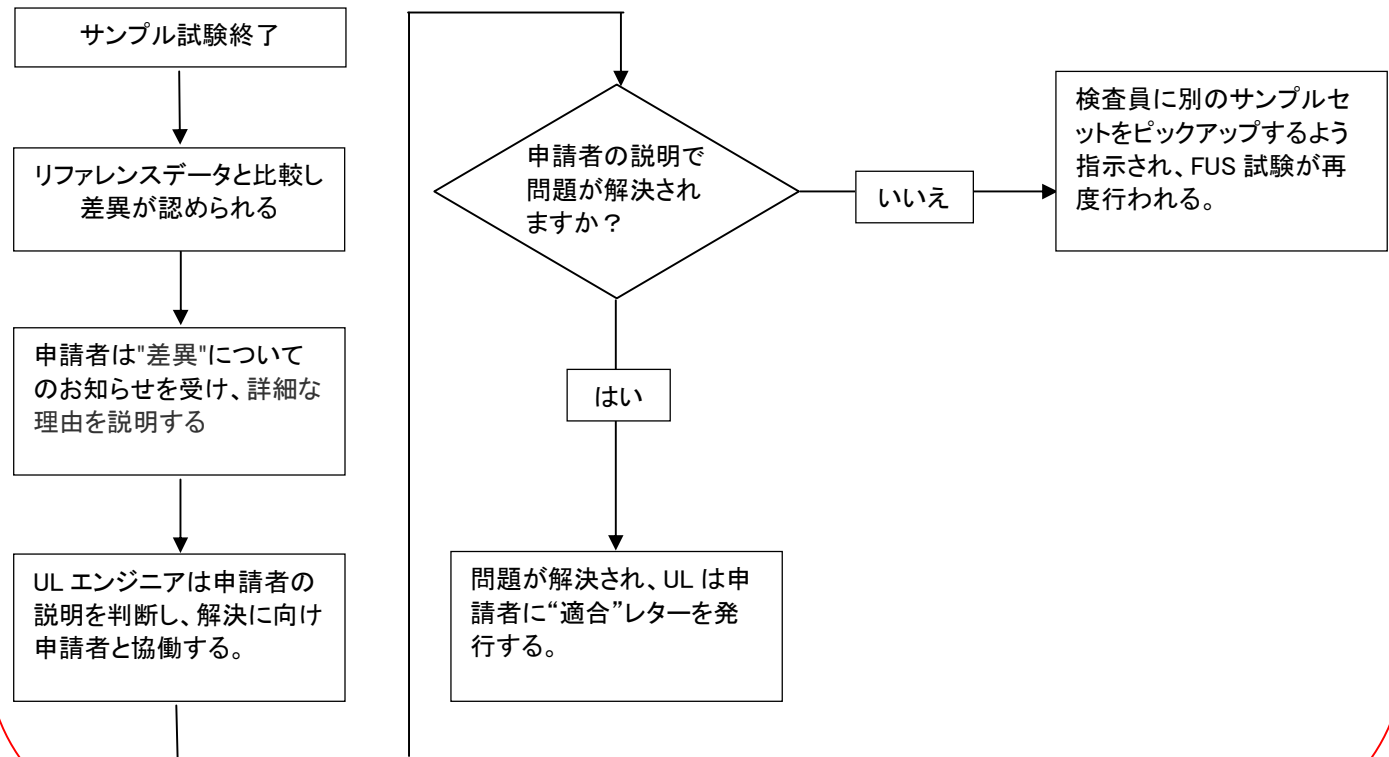 サンプル試験終了
リファレンスデータと比較し
差異が認められる
申請者は"差異"について
のお知らせを受け、詳細な
理由を説明する
UL エンジニアは申請者の
説明を判断し、解決に向け
申請者と協働する。
申請者の説明で
問題が解決され
ますか？
いいえ
検査員に別のサンプルセ
ットをピックアップするよう
指示され、FUS 試験が再
度行われる。
はい
問題が解決され、UL は申
請者に“適合”レターを発
行する。